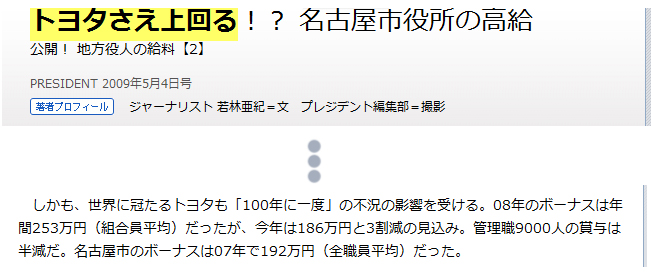 トヨタさえ上回る！？ 名古屋市役所の高給
公開！ 地方役人の給料【2】
PRESIDENT 2009年5月4日号
著者プロフィール ジャーナリスト 若林亜紀＝文 プレジデント編集部＝撮影
しかも、世界に冠たるトヨタも「100年に一度」の不況の影響を受ける。08年のボーナスは年
間253万円（組合員平均）だったが、今年は186万円と3割減の見込み。管理職9000人の賞与は
半減だ。名古屋市のボーナスは07年で192万円（全職員平均）だった。